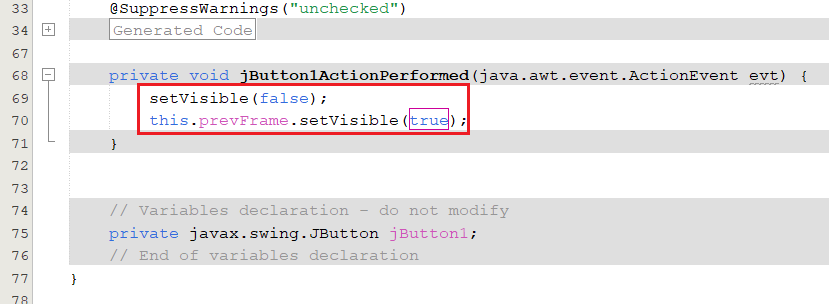 33 @SuppressWarnings("unchecked")
34 Generated Code
67
68 private void jButton1ActionPerformed(java.awt.event.ActionEvent evt) {
69 setVisible(false);
70 this.prevFrame.setVisible(true);
71 }
72
73
74 // Variables declaration - do not modify
75 private javax.swing.JButton jButton1;
76 // End of variables declaration
77 }
78